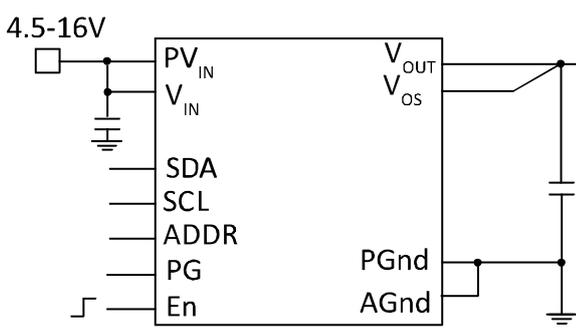 4.5-16V
PVIN
VIN
SDA
SCL
ADDR
PG
En
VOUT
VOS
PGnd
AGnd